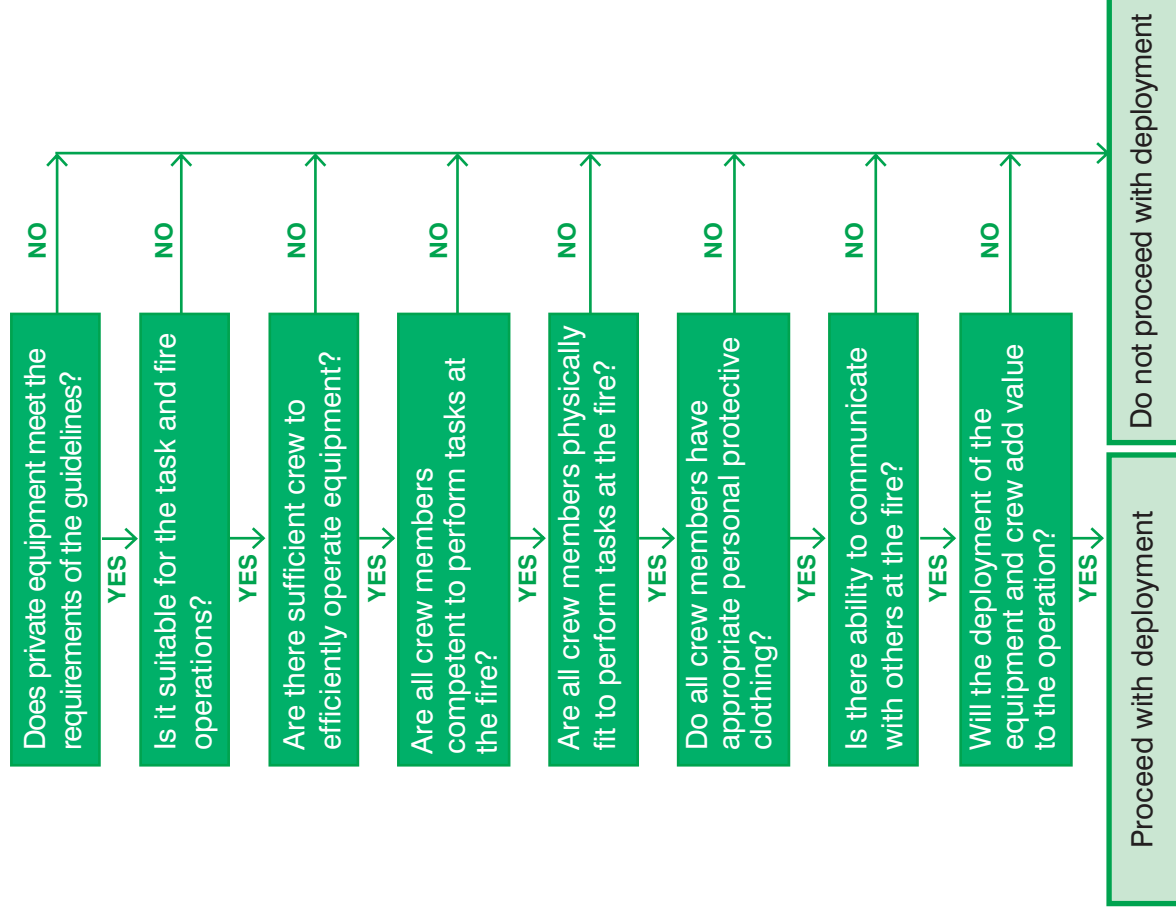 Does private equipment meet the
requirements of the guidelines?
NO
YES
Is it suitable for the task and fire
operations?
NO
YES
Are there sufficient crew to
efficiently operate equipment?
NO
YES
Are all crew members
competent to perform tasks at
the fire?
NO
YES
Are all crew members physically
fit to perform tasks at the fire?
NO
YES
Do all crew members have
appropriate personal protective
clothing?
NO
YES
Is there ability to communicate
with others at the fire?
NO
YES
Will the deployment of the
equipment and crew add value
to the operation?
NO
YES
Proceed with deployment
Do not proceed with deployment